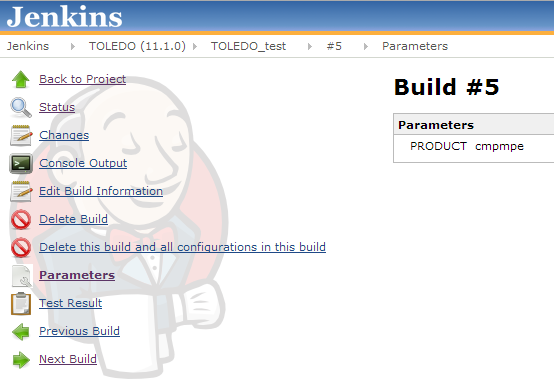 Jenkins
Jenkins TOLEDO (11.1.0) TOLEDO_test #5 Parameters
Back to Project
Status
Changes
Console Output
Edit Build Information
Delete Build
Delete this build and all configurations in this build
Parameters
Test Result
Previous Build
Next Build
Build #5
Parameters
PRODUCT cmpmpe